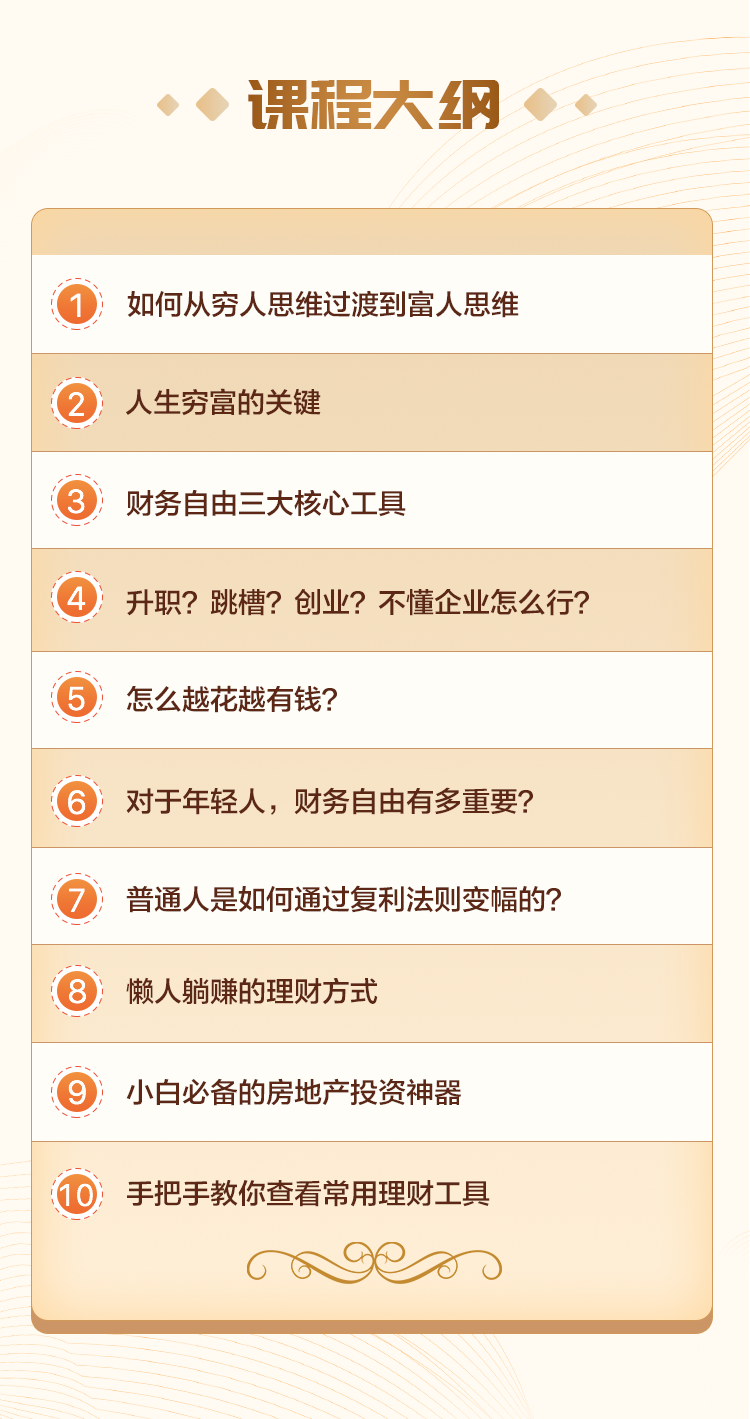 课程大纲
1 如何从穷人思维过渡到富人思维
2 人生穷富的关键
3 财务自由三大核心工具
4 升职？跳槽？创业？不懂企业怎么行？
5 怎么越花越有钱？
6 对于年轻人，财务自由有多重要？
7 普通人是如何通过复利法则变幅的？
8 懒人躺赚的理财方式
9 小白必备的房地产投资神器
10 手把手教你查看常用理财工具